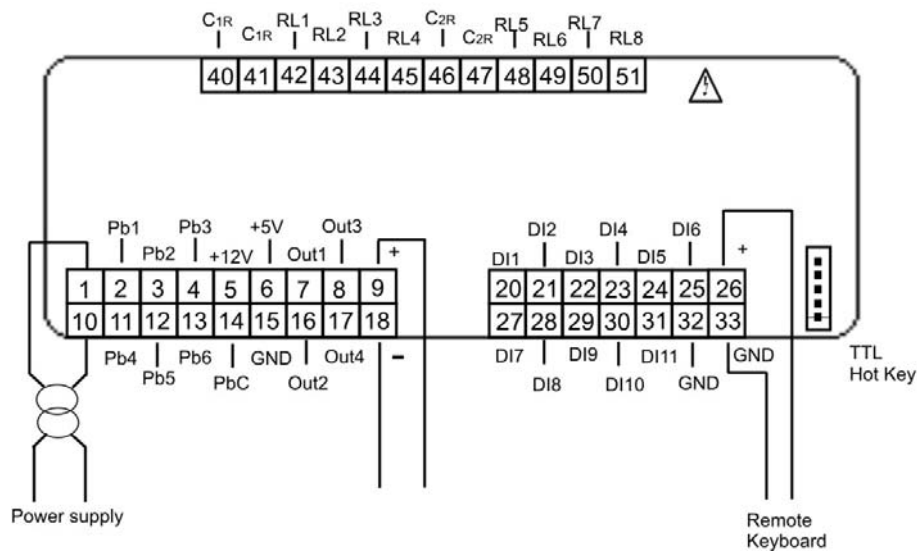 C1R C1R RL1 RL2 RL3 RL4 C2R C2R RL5 RL6 RL7 RL8
40 41 42 43 44 45 46 47 48 49 50 51
Pb1 Pb2 Pb3 +12V +5V Out1 Out3 +
1 2 3 4 5 6 7 8 9
10 11 12 13 14 15 16 17 18
Pb4 Pb5 Pb6 PbC GND Out2 Out4 -
DI1 DI2 DI3 DI4 DI5 DI6 +
20 21 22 23 24 25 26
27 28 29 30 31 32 33
DI7 DI8 DI9 DI10 DI11 GND GND
TTL
Hot Key
Power supply
Remote
Keyboard